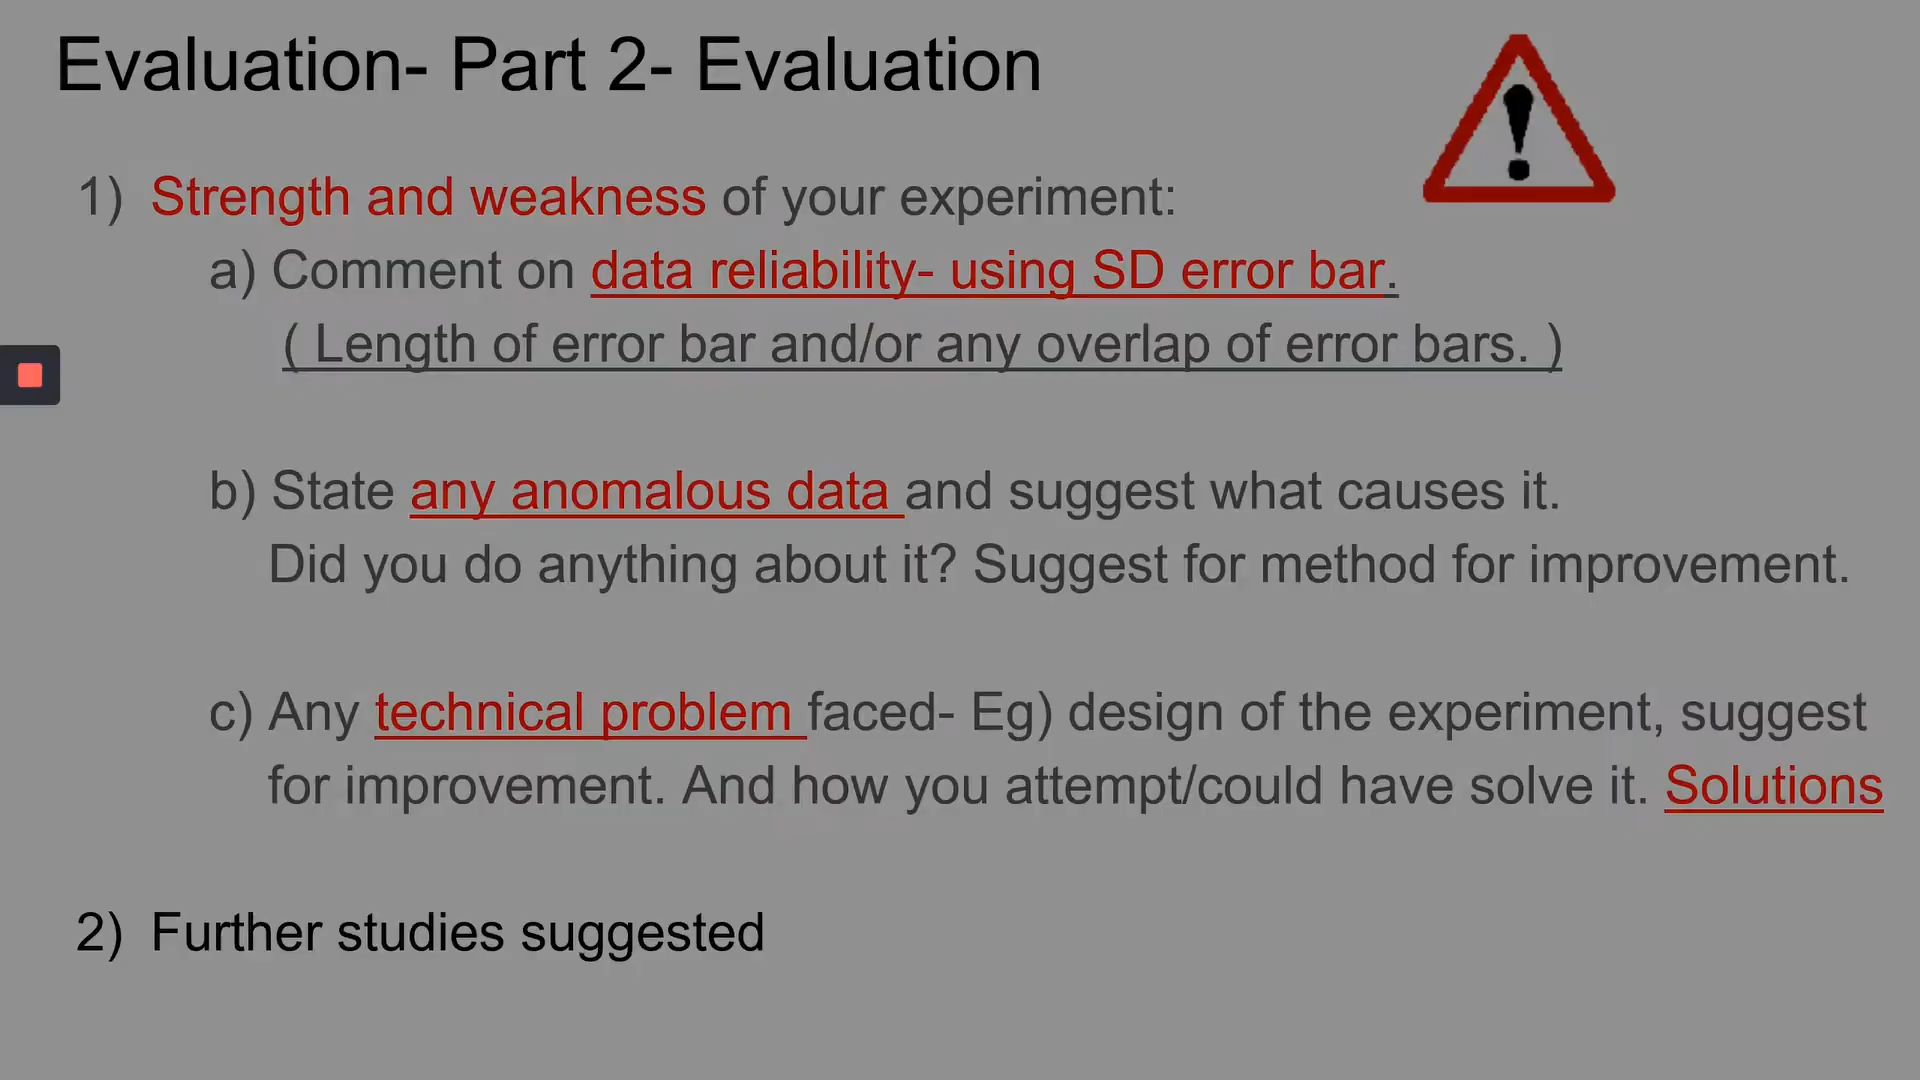 Evaluation- Part 2- Evaluation
1) Strength and weakness of your experiment:
a) Comment on data reliability- using SD error bar.
( Length of error bar and/or any overlap of error bars. )
b) State any anomalous data and suggest what causes it.
Did you do anything about it? Suggest for method for improvement.
c) Any technical problem faced- Eg) design of the experiment, suggest
for improvement. And how you attempt/could have solve it. Solutions
2) Further studies suggested